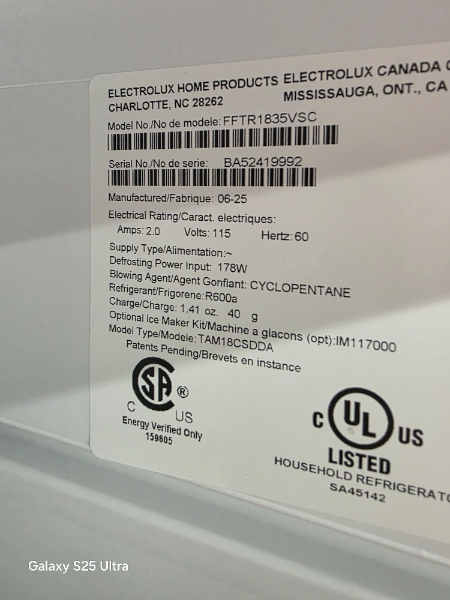 ELECTROLUX HOME PRODUCTS ELECTROLUX CANADA
CHARLOTTE, NC 28262 MISSISSAUGA, ONT., CA
Model No./No de modele: FFTR1835VSC
Serial No./No de serie: BA52419992
Manufactured/Fabrique: 06-25
Electrical Rating/Caract. electriques:
Amps: 2.0 Volts: 115 Hertz: 60
Supply Type/Alimentation:~
Defrosting Power Input: 178W
Blowing Agent/Agent Gonflant: CYCLOPENTANE
Refrigerant/Frigorene: R600a
Charge/Charge: 1.41 oz. 40 g
Optional Ice Maker Kit/Machine a glacons (opt):IM117000
Model Type/Modele: TAM18CSDDA
Patents Pending/Brevets en instance
SA ®
C US
Energy Verified Only
159605
C UL US
LISTED
HOUSEHOLD REFRIGERATO
SA45142
Galaxy S25 Ultra